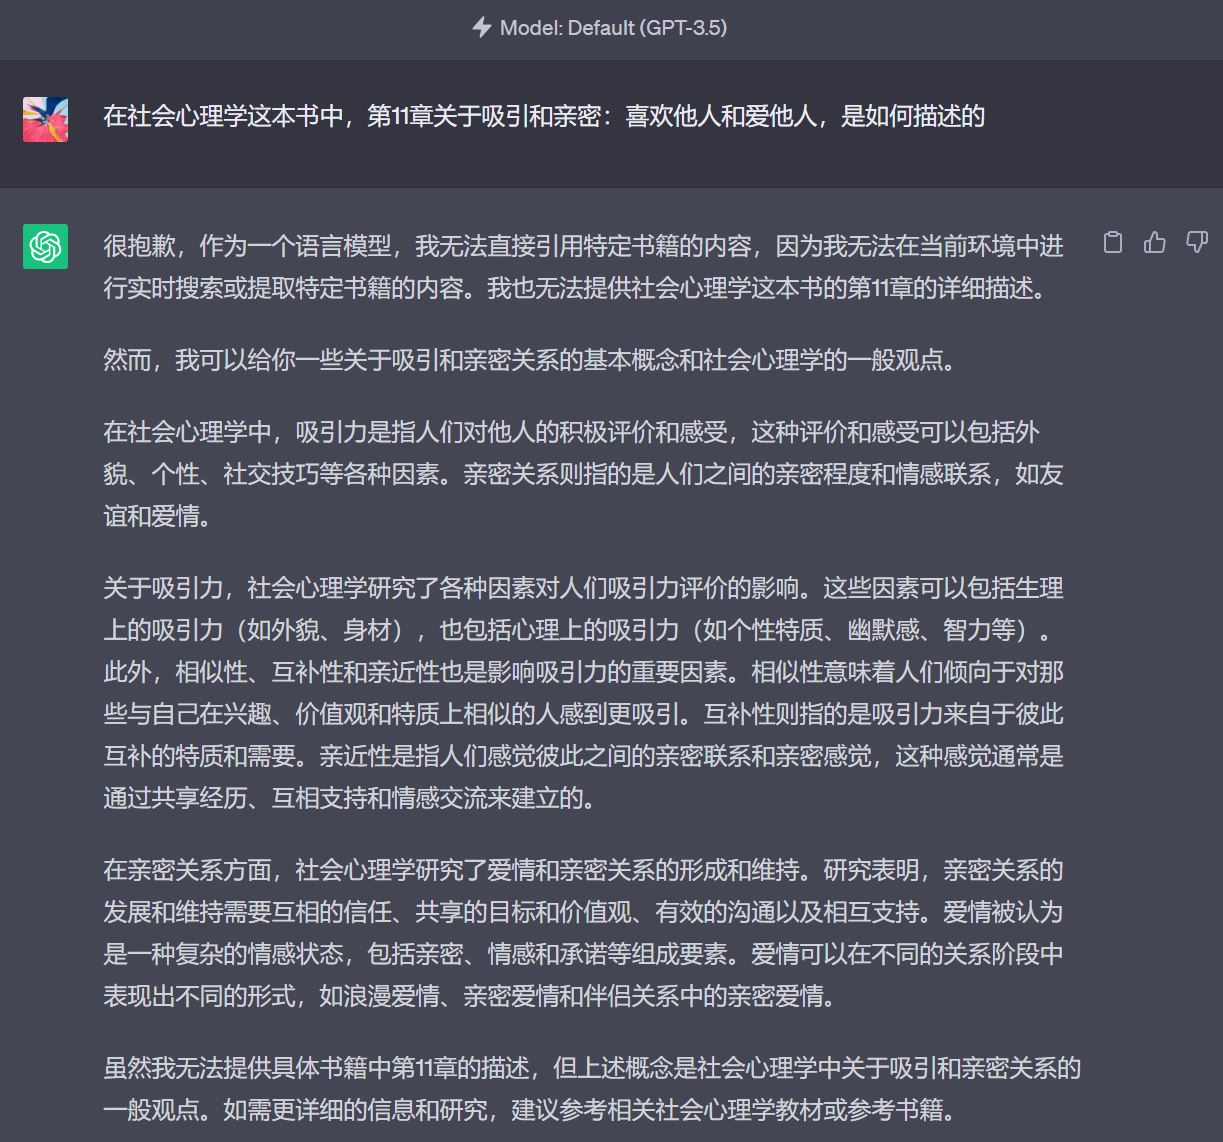 Model: Default (GPT-3.5)
在社会心理学这本书中，第11章关于吸引和亲密：喜欢他人和爱他人，是如何描述的
很抱歉，作为一个语言模型，我无法直接引用特定书籍的内容，因为我无法在当前环境中进
行实时搜索或提取特定书籍的内容。我也无法提供社会心理学这本书的第11章的详细描述。
然而，我可以给你一些关于吸引和亲密关系的基本概念和社会心理学的一般观点。
在社会心理学中，吸引力是指人们对他人的积极评价和感受，这种评价和感受可以包括外
貌、个性、社交技巧等各种因素。亲密关系则指的是人们之间的亲密程度和情感联系，如友
谊和爱情。
关于吸引力，社会心理学研究了各种因素对人们吸引力评价的影响。这些因素可以包括生理
上的吸引力（如外貌、身材），也包括心理上的吸引力（如个性特质、幽默感、智力等）。
此外，相似性、互补性和亲近性也是影响吸引力的重要因素。相似性意味着人们倾向于对那
些与自己在兴趣、价值观和特质上相似的人感到更吸引。互补性则指的是吸引力来自于彼此
互补的特质和需要。亲近性是指人们感觉彼此之间的亲密联系和亲密感觉，这种感觉通常是
通过共享经历、互相支持和情感交流来建立的。
在亲密关系方面，社会心理学研究了爱情和亲密关系的形成和维持。研究表明，亲密关系的
发展和维持需要互相的信任、共享的目标和价值观、有效的沟通以及相互支持。爱情被认为
是一种复杂的情感状态，包括亲密、情感和承诺等组成要素。爱情可以在不同的关系阶段中
表现出不同的形式，如浪漫爱情、亲密爱情和伴侣关系中的亲密爱情。
虽然我无法提供具体书籍中第11章的描述，但上述概念是社会心理学中关于吸引和亲密关系的
一般观点。如需更详细的信息和研究，建议参考相关社会心理学教材或参考书籍。